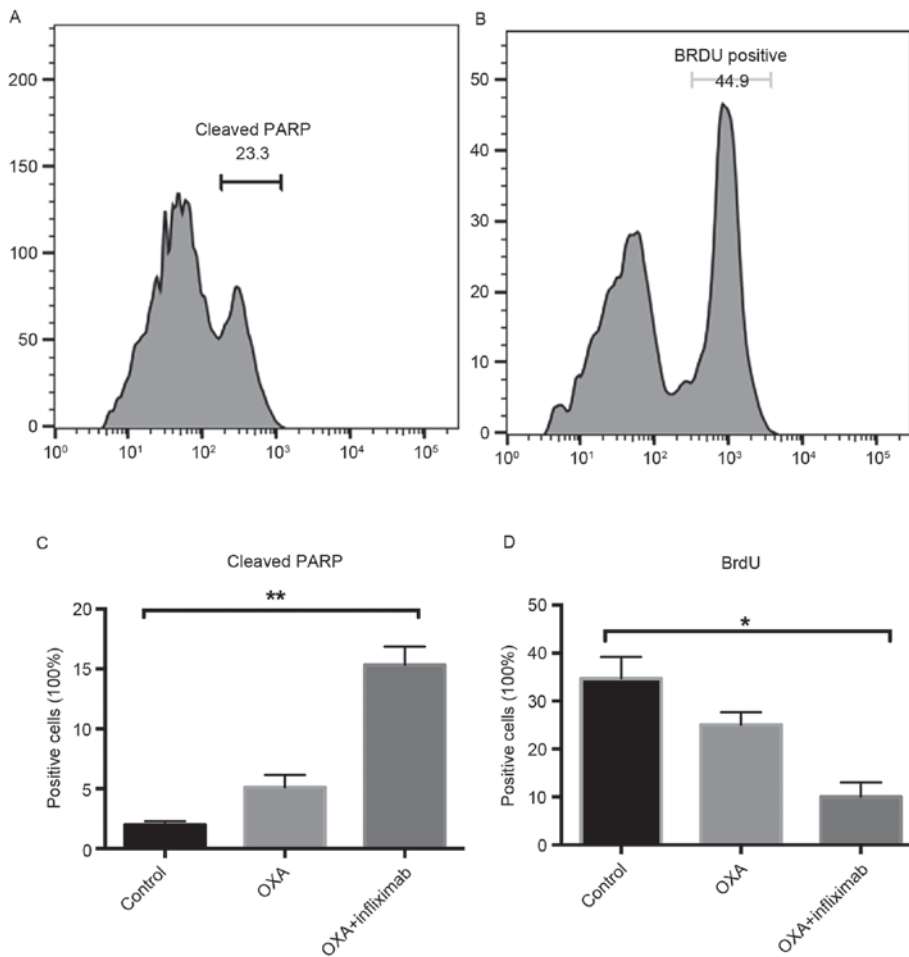 A
200
150
100
50
0
Cleaved PARP
23.3
10⁰ 10¹ 10² 10³ 10⁴ 10⁵
B
50
40
30
20
10
0
BRDU positive
44.9
10⁰ 10¹ 10² 10³ 10⁴ 10⁵
C
Cleaved PARP
**
Positive cells (100%)
20
15
10
5
0
Control
OXA
OXA+infliximab
D
BrdU
*
Positive cells (100%)
50
40
30
20
10
0
Control
OXA
OXA+infliximab